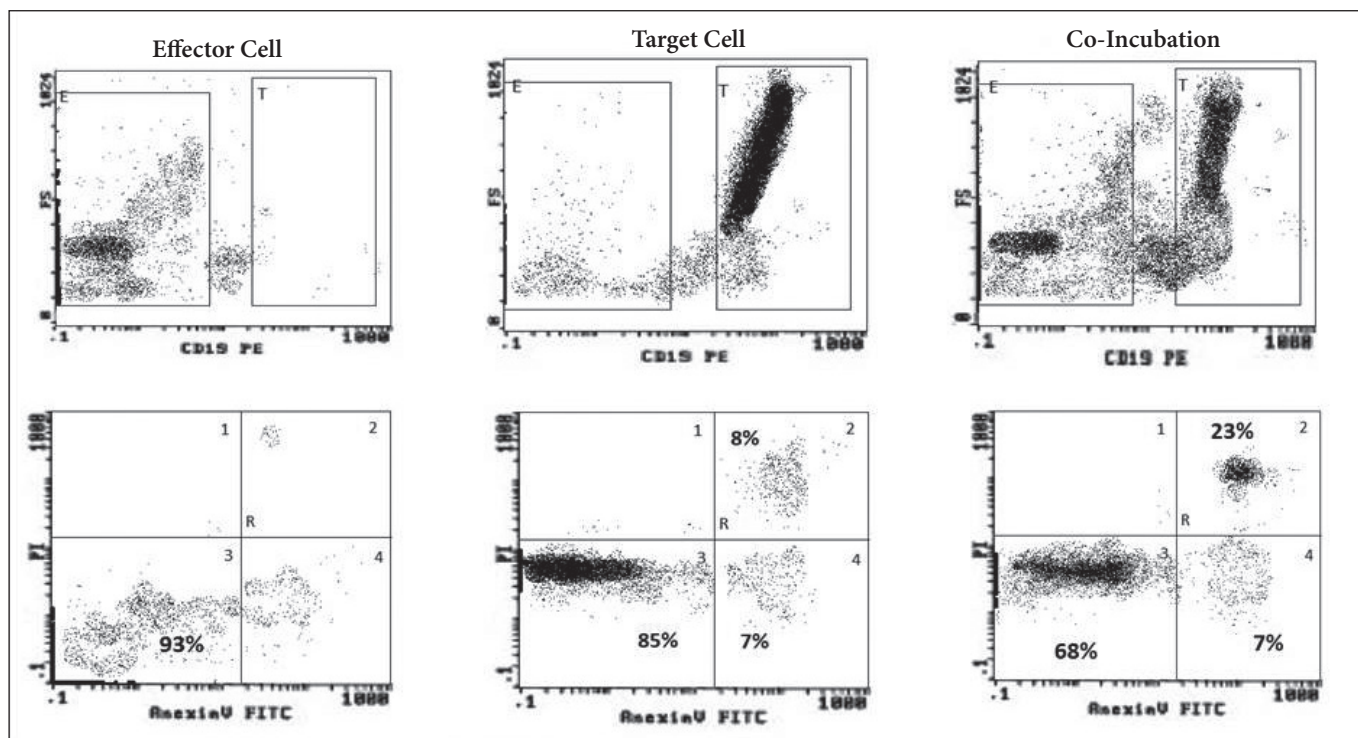 Effector Cell
Target Cell
Co-Incubation
1024
FS
0
E
T
.1
1000
CD19 PE
1024
FS
0
E
T
.1
1000
CD19 PE
1024
FS
0
E
T
.1
1000
CD19 PE
1000
PI
.1
1
2
R
3
4
93%
.1
1000
AnexinV FITC
1000
PI
.1
1
8%
2
R
3
4
85%
7%
.1
1000
AnexinV FITC
1000
PI
.1
1
23%
2
R
3
4
68%
7%
.1
1000
AnexinV FITC